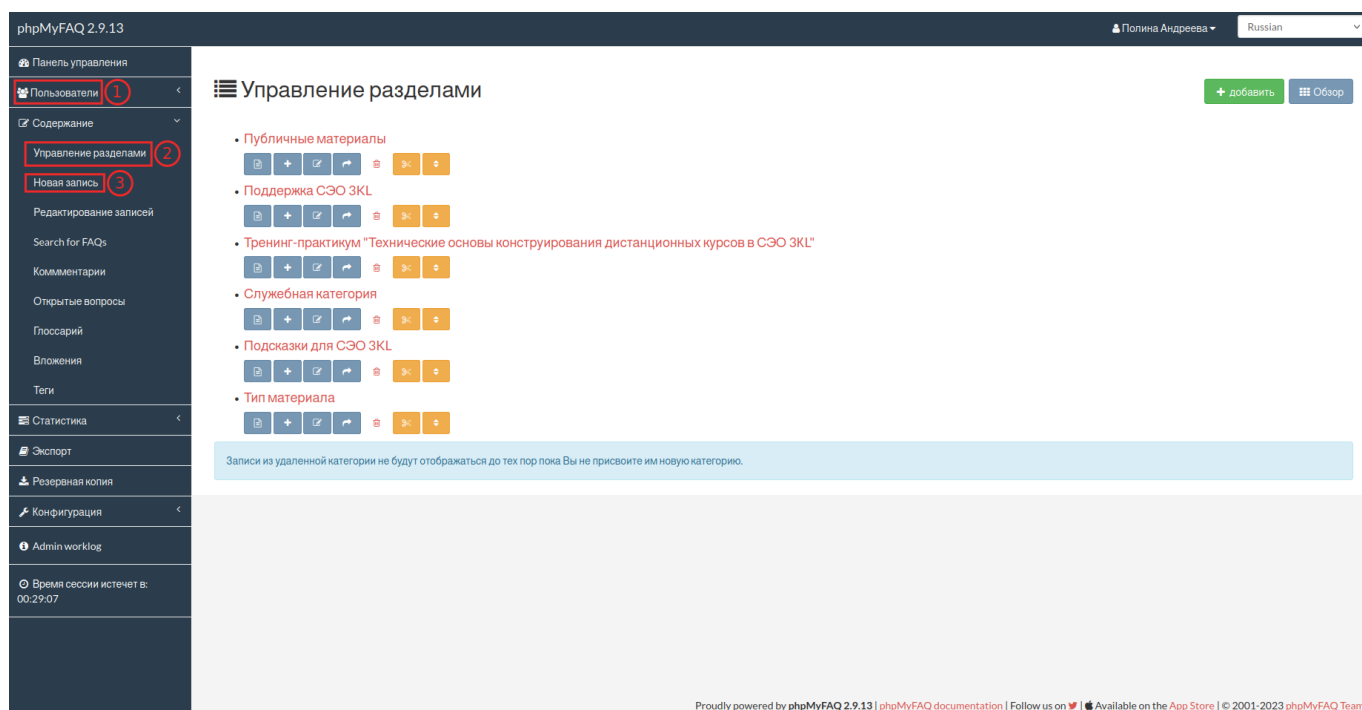 phpMyFAQ 2.9.13
Полина Андреева
Russian
Панель управления
Пользователи 1
Содержание
Управление разделами 2
Новая запись 3
Редактирование записей
Search for FAQs
Коммментарии
Открытые вопросы
Глоссарий
Вложения
Теги
Статистика
Экспорт
Резервная копия
Конфигурация
Admin worklog
Время сессии истечет в:
00:29:07
Управление разделами
добавить
Обзор
Публичные материалы
Поддержка СЭО 3KL
Тренинг-практикум "Технические основы конструирования дистанционных курсов в СЭО 3KL"
Служебная категория
Подсказки для СЭО 3KL
Тип материала
Записи из удаленной категории не будут отображаться до тех пор пока Вы не присвоите им новую категорию.
Proudly powered by phpMyFAQ 2.9.13 | phpMyFAQ documentation | Follow us on | Available on the App Store | © 2001-2023 phpMyFAQ Team